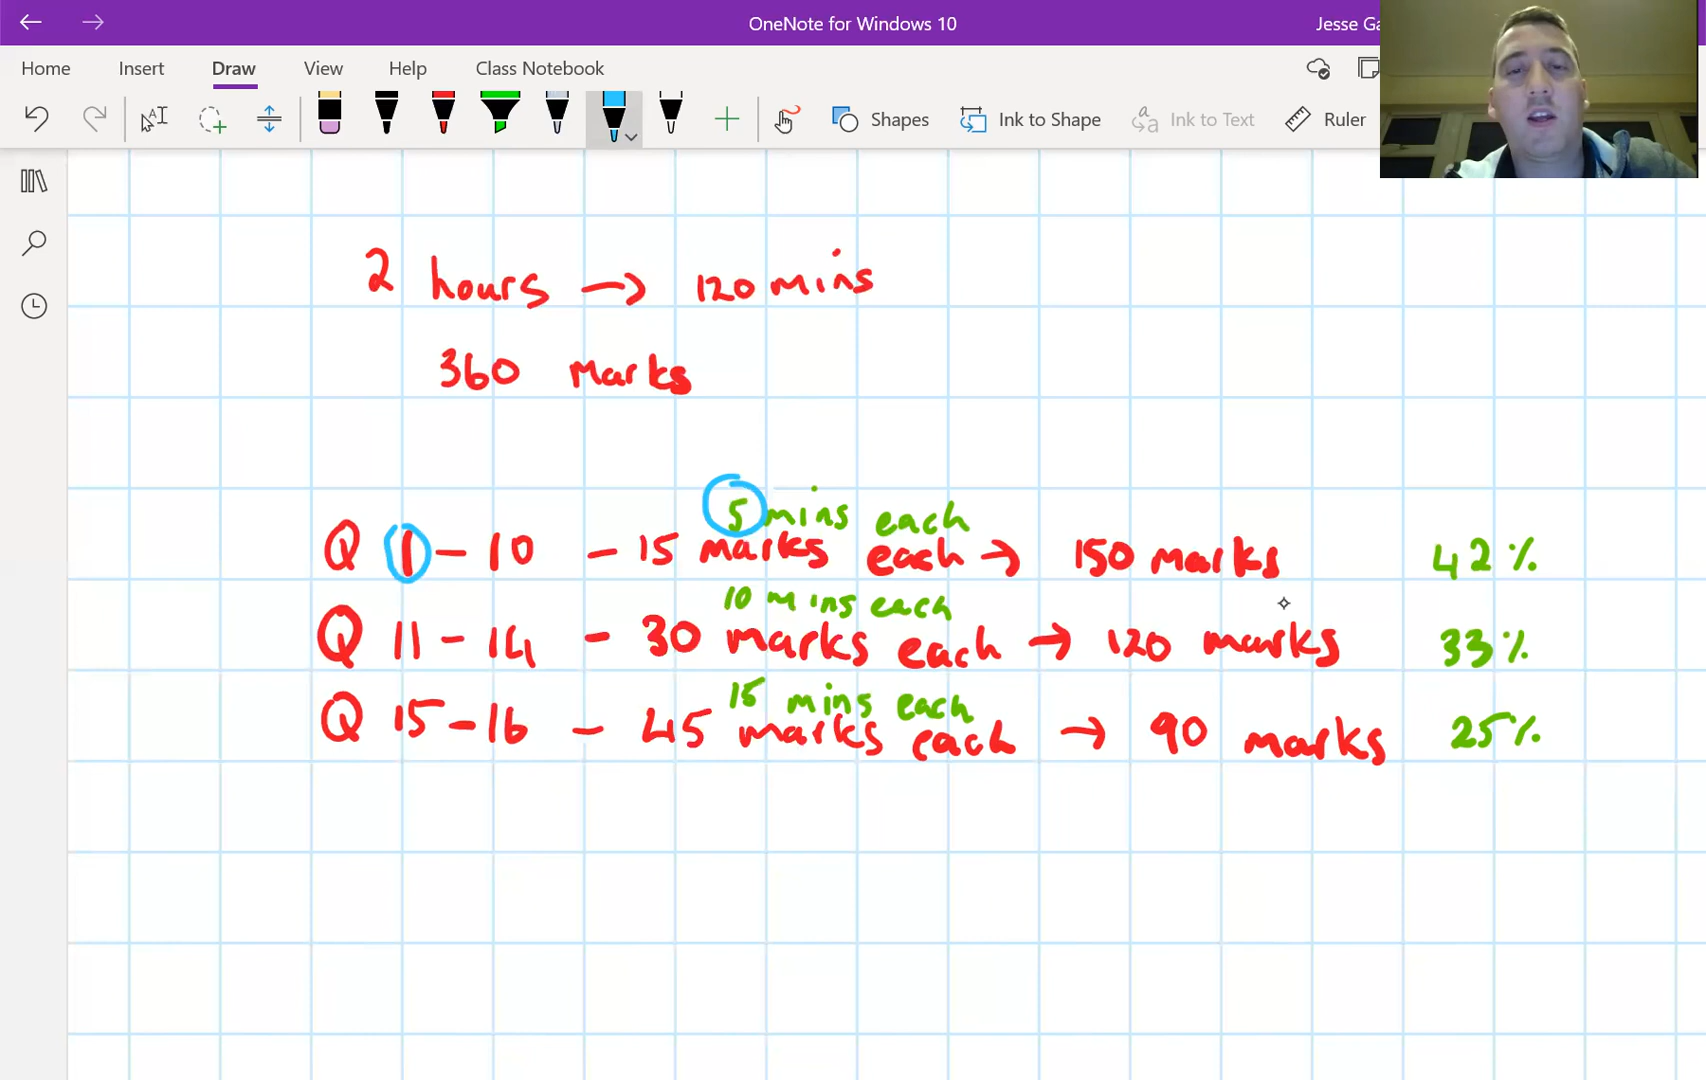 OneNote for Windows 10
Jesse Ga
Home Insert Draw View Help Class Notebook
Shapes Ink to Shape Ink to Text Ruler
2 hours → 120 mins
360 Marks
5 mins each
Q 1 - 10 - 15 marks each → 150 marks 42%
10 mins each
Q 11 - 14 - 30 marks each → 120 marks 33%
15 mins each
Q 15 - 16 - 45 marks each → 90 marks 25%